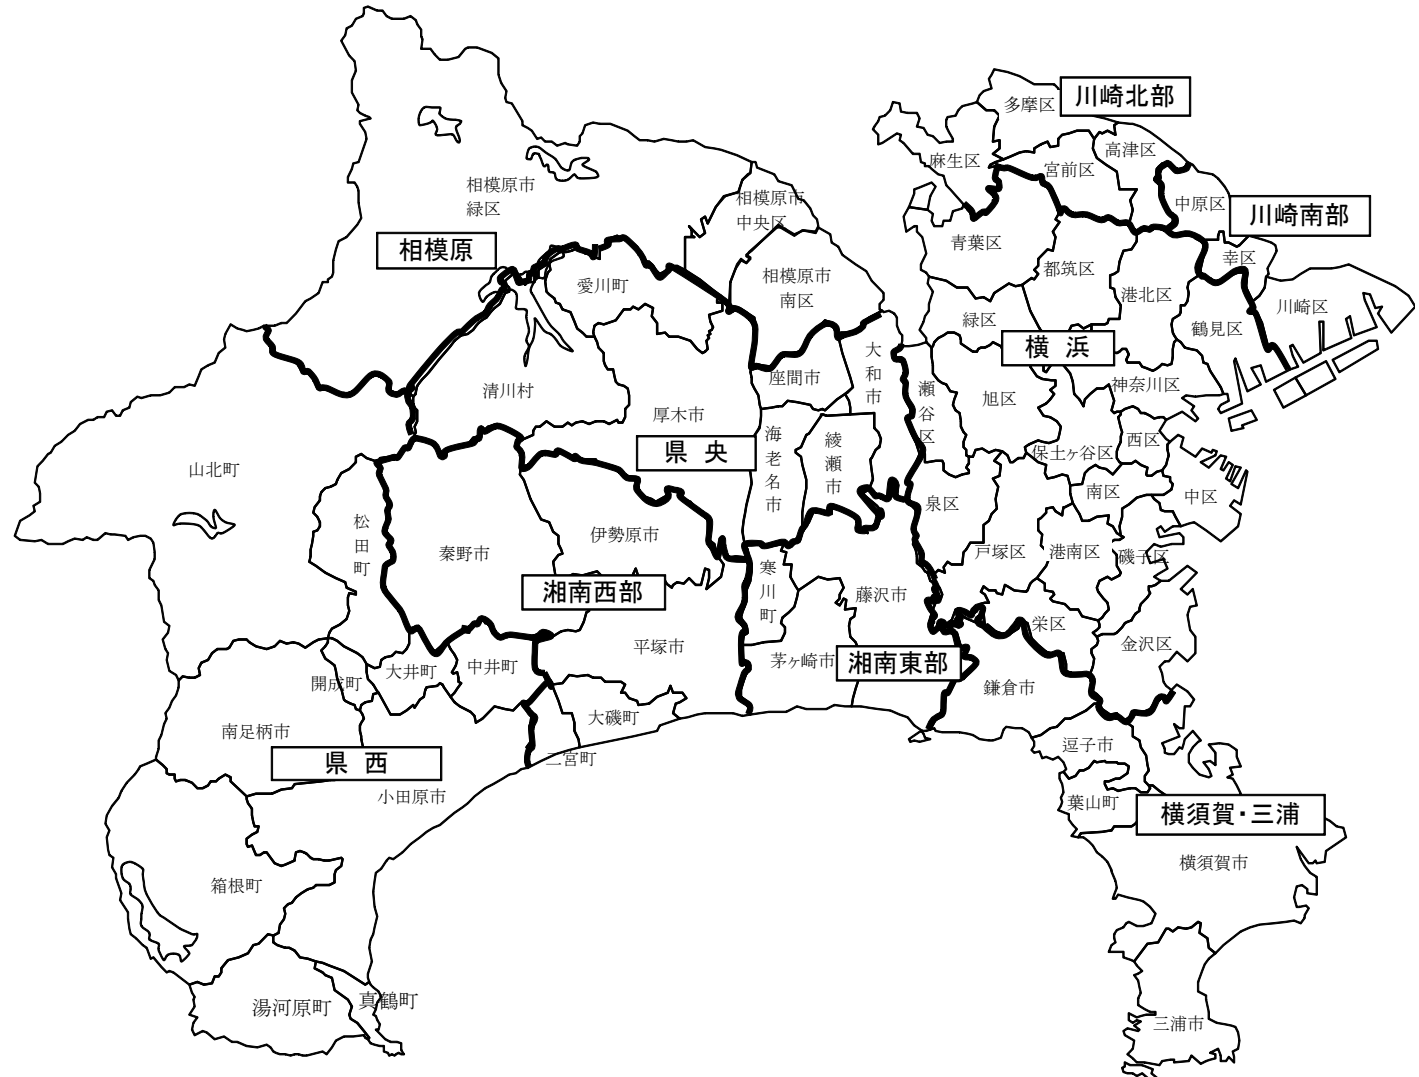 川崎北部
多摩区
高津区
麻生区
宮前区
相模原市
緑区
相模原市
中央区
中原区
川崎南部
相模原
青葉区
幸区
都筑区
相模原市
南区
愛川町
港北区
川崎区
緑区
鶴見区
横浜
大和市
座間市
神奈川区
清川村
瀬谷区
旭区
厚木市
県央
海老名市
綾瀬市
西区
保土ヶ谷区
山北町
南区
中区
泉区
松田町
伊勢原市
秦野市
戸塚区
港南区
磯子区
湘南西部
寒川町
藤沢市
栄区
平塚市
金沢区
茅ヶ崎市
湘南東部
大井町
中井町
開成町
鎌倉市
大磯町
南足柄市
逗子市
二宮町
県西
小田原市
葉山町
横須賀・三浦
横須賀市
箱根町
湯河原町
真鶴町
三浦市